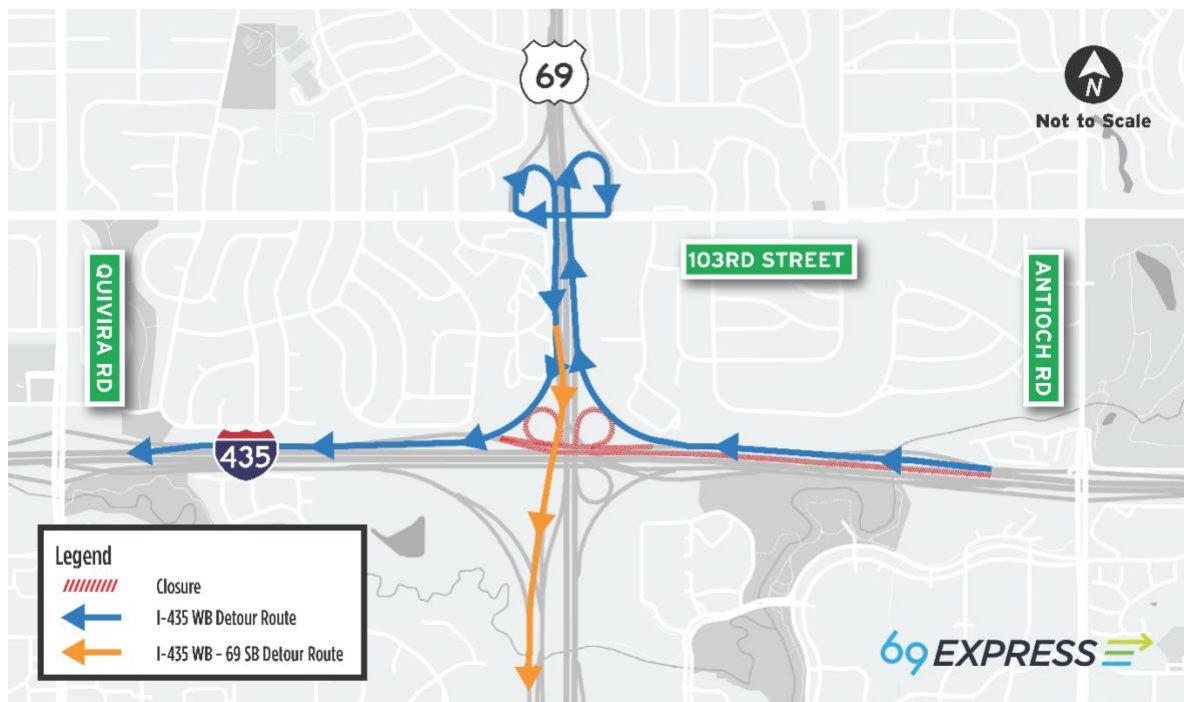 69
N
Not to Scale
103RD STREET
QUIVIRA RD
ANTIOCH RD
435
Legend
Closure
I-435 WB Detour Route
I-435 WB - 69 SB Detour Route
69 EXPRESS